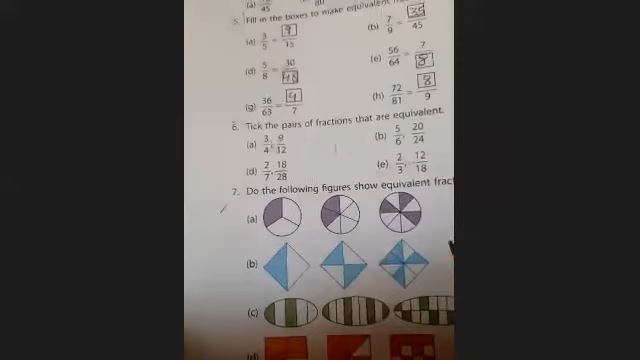 45
5. Fill in the boxes to make equivalent
(a) 3/5 = 9/15
(b) 7/9 = 35/45
(d) 5/8 = 30/48
(e) 56/64 = 7/8
(g) 36/63 = 4/7
(h) 72/81 = 8/9
6. Tick the pairs of fractions that are equivalent.
(a) 3/4, 9/12
(b) 5/6, 20/24
(d) 2/7, 18/28
(e) 2/3, 12/18
7. Do the following figures show equivalent fract
(a)
(b)
(c)
(d)